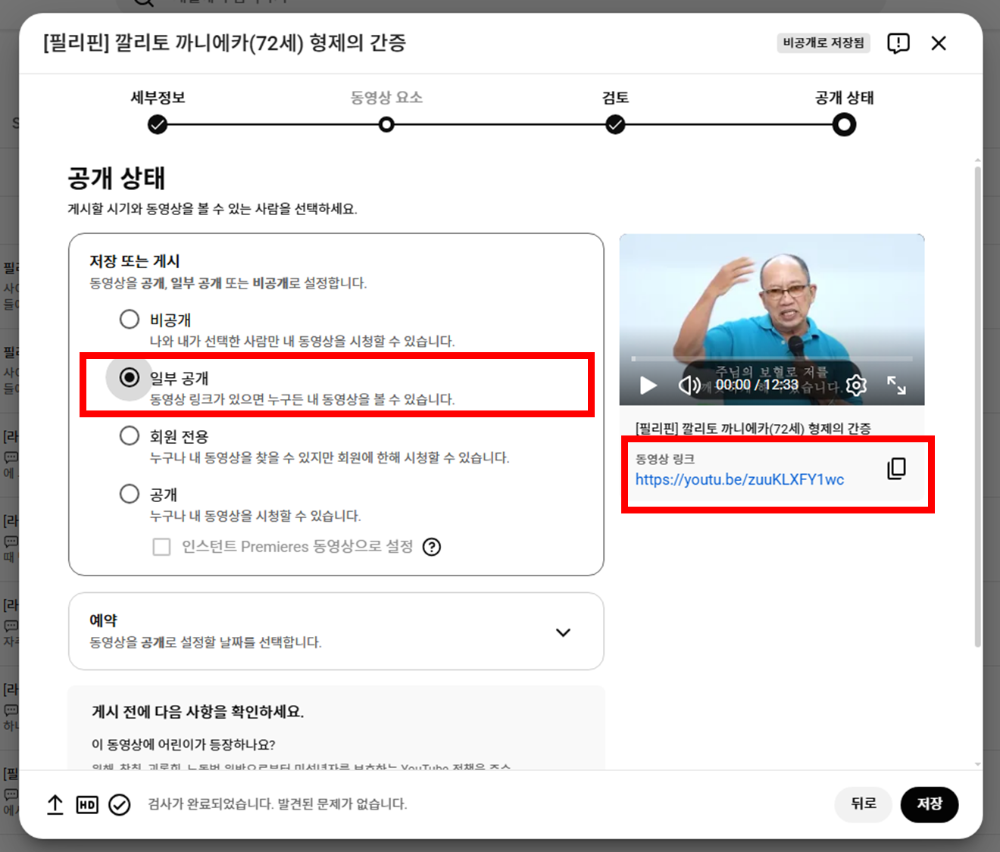 [필리핀] 깔리토 까니에카(72세) 형제의 간증
비공개로 저장됨
세부정보
동영상 요소
검토
공개 상태
공개 상태
게시할 시기와 동영상을 볼 수 있는 사람을 선택하세요.
저장 또는 게시
동영상을 공개, 일부 공개 또는 비공개로 설정합니다.
비공개
나와 내가 선택한 사람만 내 동영상을 시청할 수 있습니다.
일부 공개
동영상 링크가 있으면 누구든 내 동영상을 볼 수 있습니다.
회원 전용
누구나 내 동영상을 찾을 수 있지만 회원에 한해 시청할 수 있습니다.
공개
누구나 내 동영상을 시청할 수 있습니다.
인스턴트 Premieres 동영상으로 설정
예약
동영상을 공개로 설정할 날짜를 선택합니다.
게시 전에 다음 사항을 확인하세요.
이 동영상에 어린이가 등장하나요?
주님의 보혈로 저를
00:00 / 12:33
[필리핀] 깔리토 까니에카(72세) 형제의 간증
동영상 링크
https://youtu.be/zuuKLXFY1wc
HD
검사가 완료되었습니다. 발견된 문제가 없습니다.
뒤로
저장